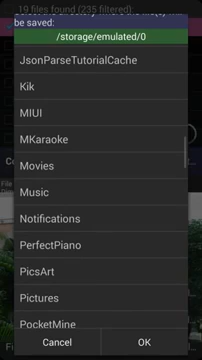 19 files found (235 filtered):
be saved:
/storage/emulated/0
JsonParseTutorialCache
Kik
MIUI
MKaraoke
Movies
Music
Notifications
PerfectPiano
PicsArt
Pictures
PocketMine
Cancel
OK